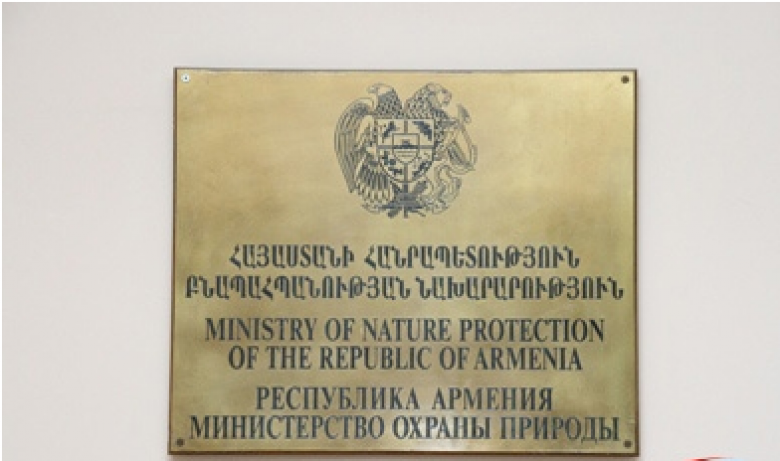 ՀԱՅԱՍՏԱՆԻ ՀԱՆՐԱՊԵՏՈՒԹՅՈՒՆ
ԲՆԱՊԱՀՊԱՆՈՒԹՅԱՆ ՆԱԽԱՐԱՐՈՒԹՅՈՒՆ
MINISTRY OF NATURE PROTECTION
OF THE REPUBLIC OF ARMENIA
РЕСПУБЛИКА АРМЕНИЯ
МИНИСТЕРСТВО ОХРАНЫ ПРИРОДЫ